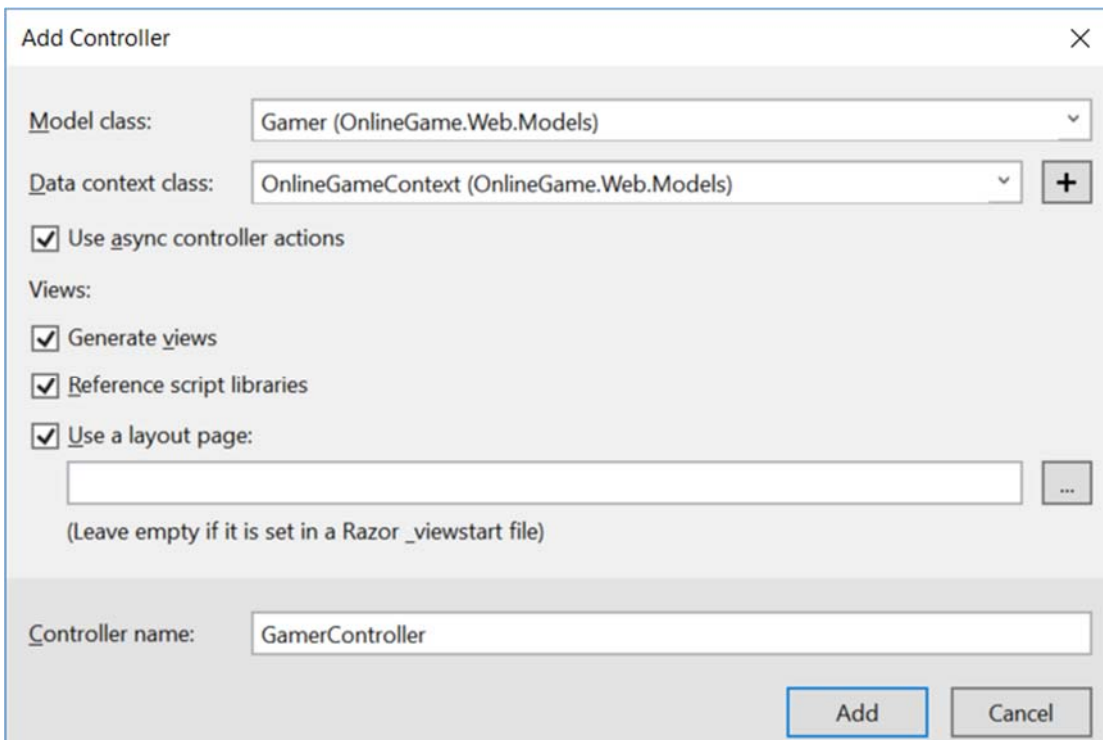 Add Controller
Model class: Gamer (OnlineGame.Web.Models)
Data context class: OnlineGameContext (OnlineGame.Web.Models) +
Use async controller actions
Views:
Generate views
Reference script libraries
Use a layout page:
...
(Leave empty if it is set in a Razor _viewstart file)
Controller name: GamerController
Add Cancel